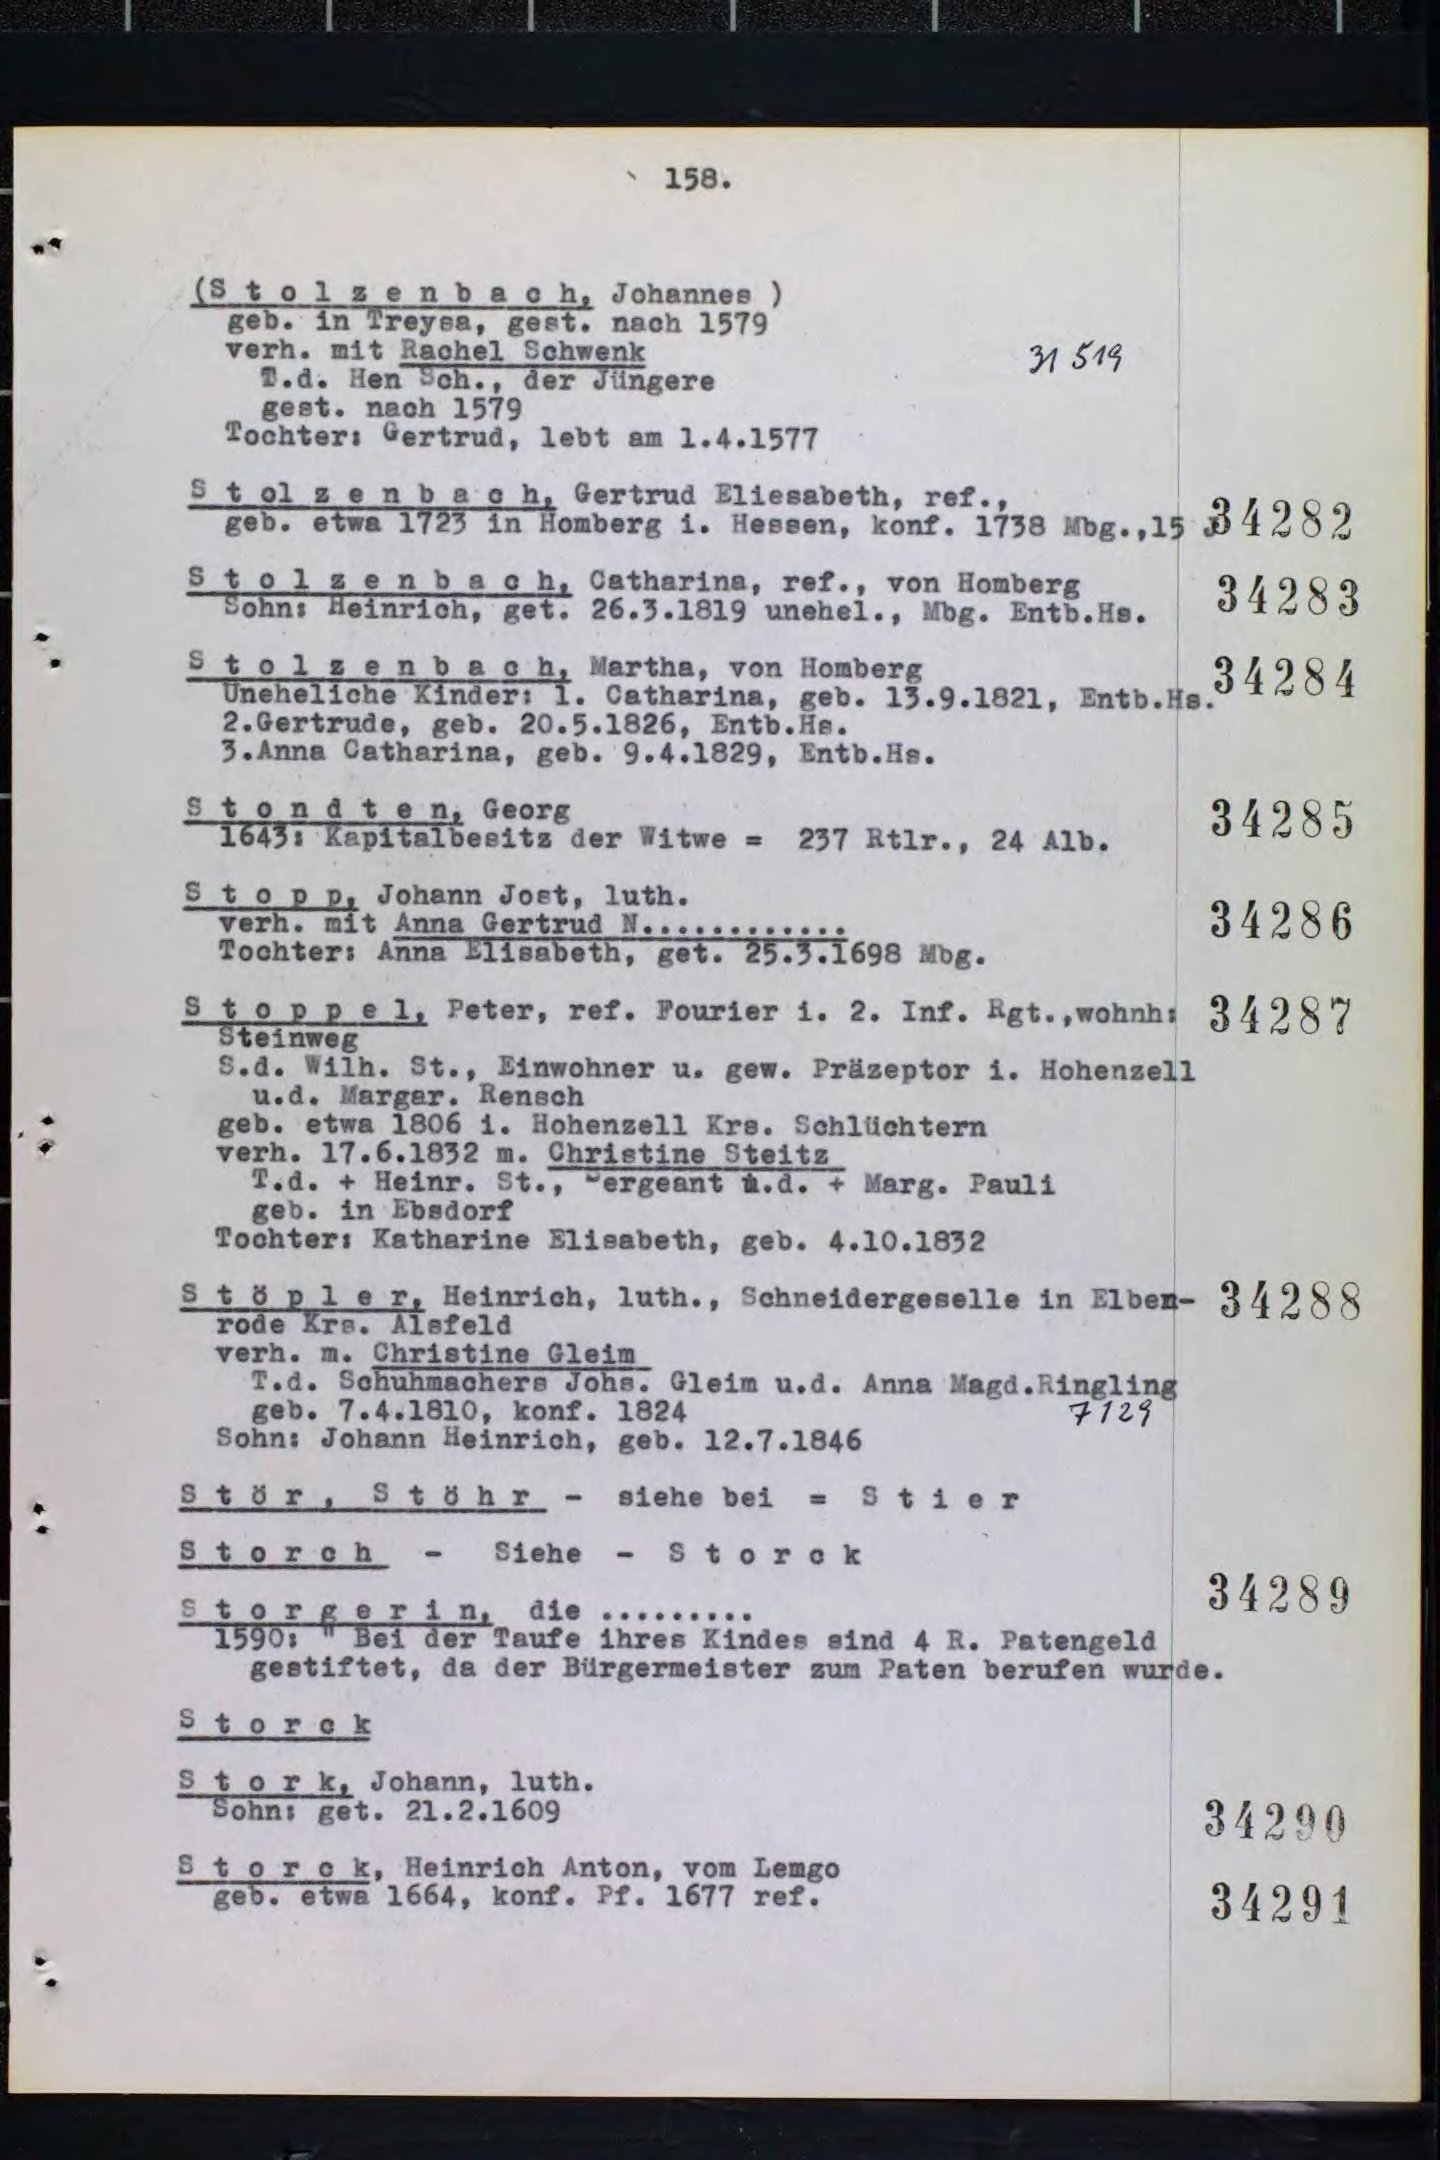 158.
(S t o l z e n b a c h, Johannes )
geb. in Treysa, gest. nach 1579
verh. mit Rachel Schwenk
31 519
T.d. Hen Sch., der Jüngere
gest. nach 1579
Tochter: Gertrud, lebt am 1.4.1577
S t ol z e n b a c h, Gertrud Eliesabeth, ref.,
geb. etwa 1723 in Homberg i. Hessen, konf. 1738 Mbg.,15 J
34282
S t o l z e n b a c h, Catharina, ref., von Homberg
34283
Sohn: Heinrich, get. 26.3.1819 unehel., Mbg. Entb.Hs.
S t o l z e n b a c h, Martha, von Homberg
34284
Uneheliche Kinder: 1. Catharina, geb. 13.9.1821, Entb.Hs.
2.Gertrude, geb. 20.5.1826, Entb.Hs.
3.Anna Catharina, geb. 9.4.1829, Entb.Hs.
S t o n d t e n, Georg
34285
1643: Kapitalbesitz der Witwe = 237 Rtlr., 24 Alb.
S t o p p, Johann Jost, luth.
verh. mit Anna Gertrud N............
34286
Tochter: Anna Elisabeth, get. 25.3.1698 Mbg.
S t o p p e l, Peter, ref. Fourier i. 2. Inf. Rgt.,wohnh:
34287
Steinweg
S.d. Wilh. St., Einwohner u. gew. Präzeptor i. Hohenzell
u.d. Margar. Rensch
geb. etwa 1806 i. Hohenzell Krs. Schlüchtern
verh. 17.6.1832 m. Christine Steitz
T.d. + Heinr. St., Sergeant u.d. + Marg. Pauli
geb. in Ebsdorf
Tochter: Katharine Elisabeth, geb. 4.10.1832
S t ö p l e r, Heinrich, luth., Schneidergeselle in Elben-
34288
rode Krs. Alsfeld
verh. m. Christine Gleim
T.d. Schuhmachers Johs. Gleim u.d. Anna Magd.Ringling
geb. 7.4.1810, konf. 1824
7129
Sohn: Johann Heinrich, geb. 12.7.1846
S t ö r , S t ö h r - siehe bei = S t i e r
S t o r c h - Siehe - S t o r c k
34289
S t o r g e r i n, die .........
1590: " Bei der Taufe ihres Kindes sind 4 R. Patengeld
gestiftet, da der Bürgermeister zum Paten berufen wurde.
S t o r c k
S t o r k, Johann, luth.
Sohn: get. 21.2.1609
34290
S t o r c k, Heinrich Anton, vom Lemgo
geb. etwa 1664, konf. Pf. 1677 ref.
34291